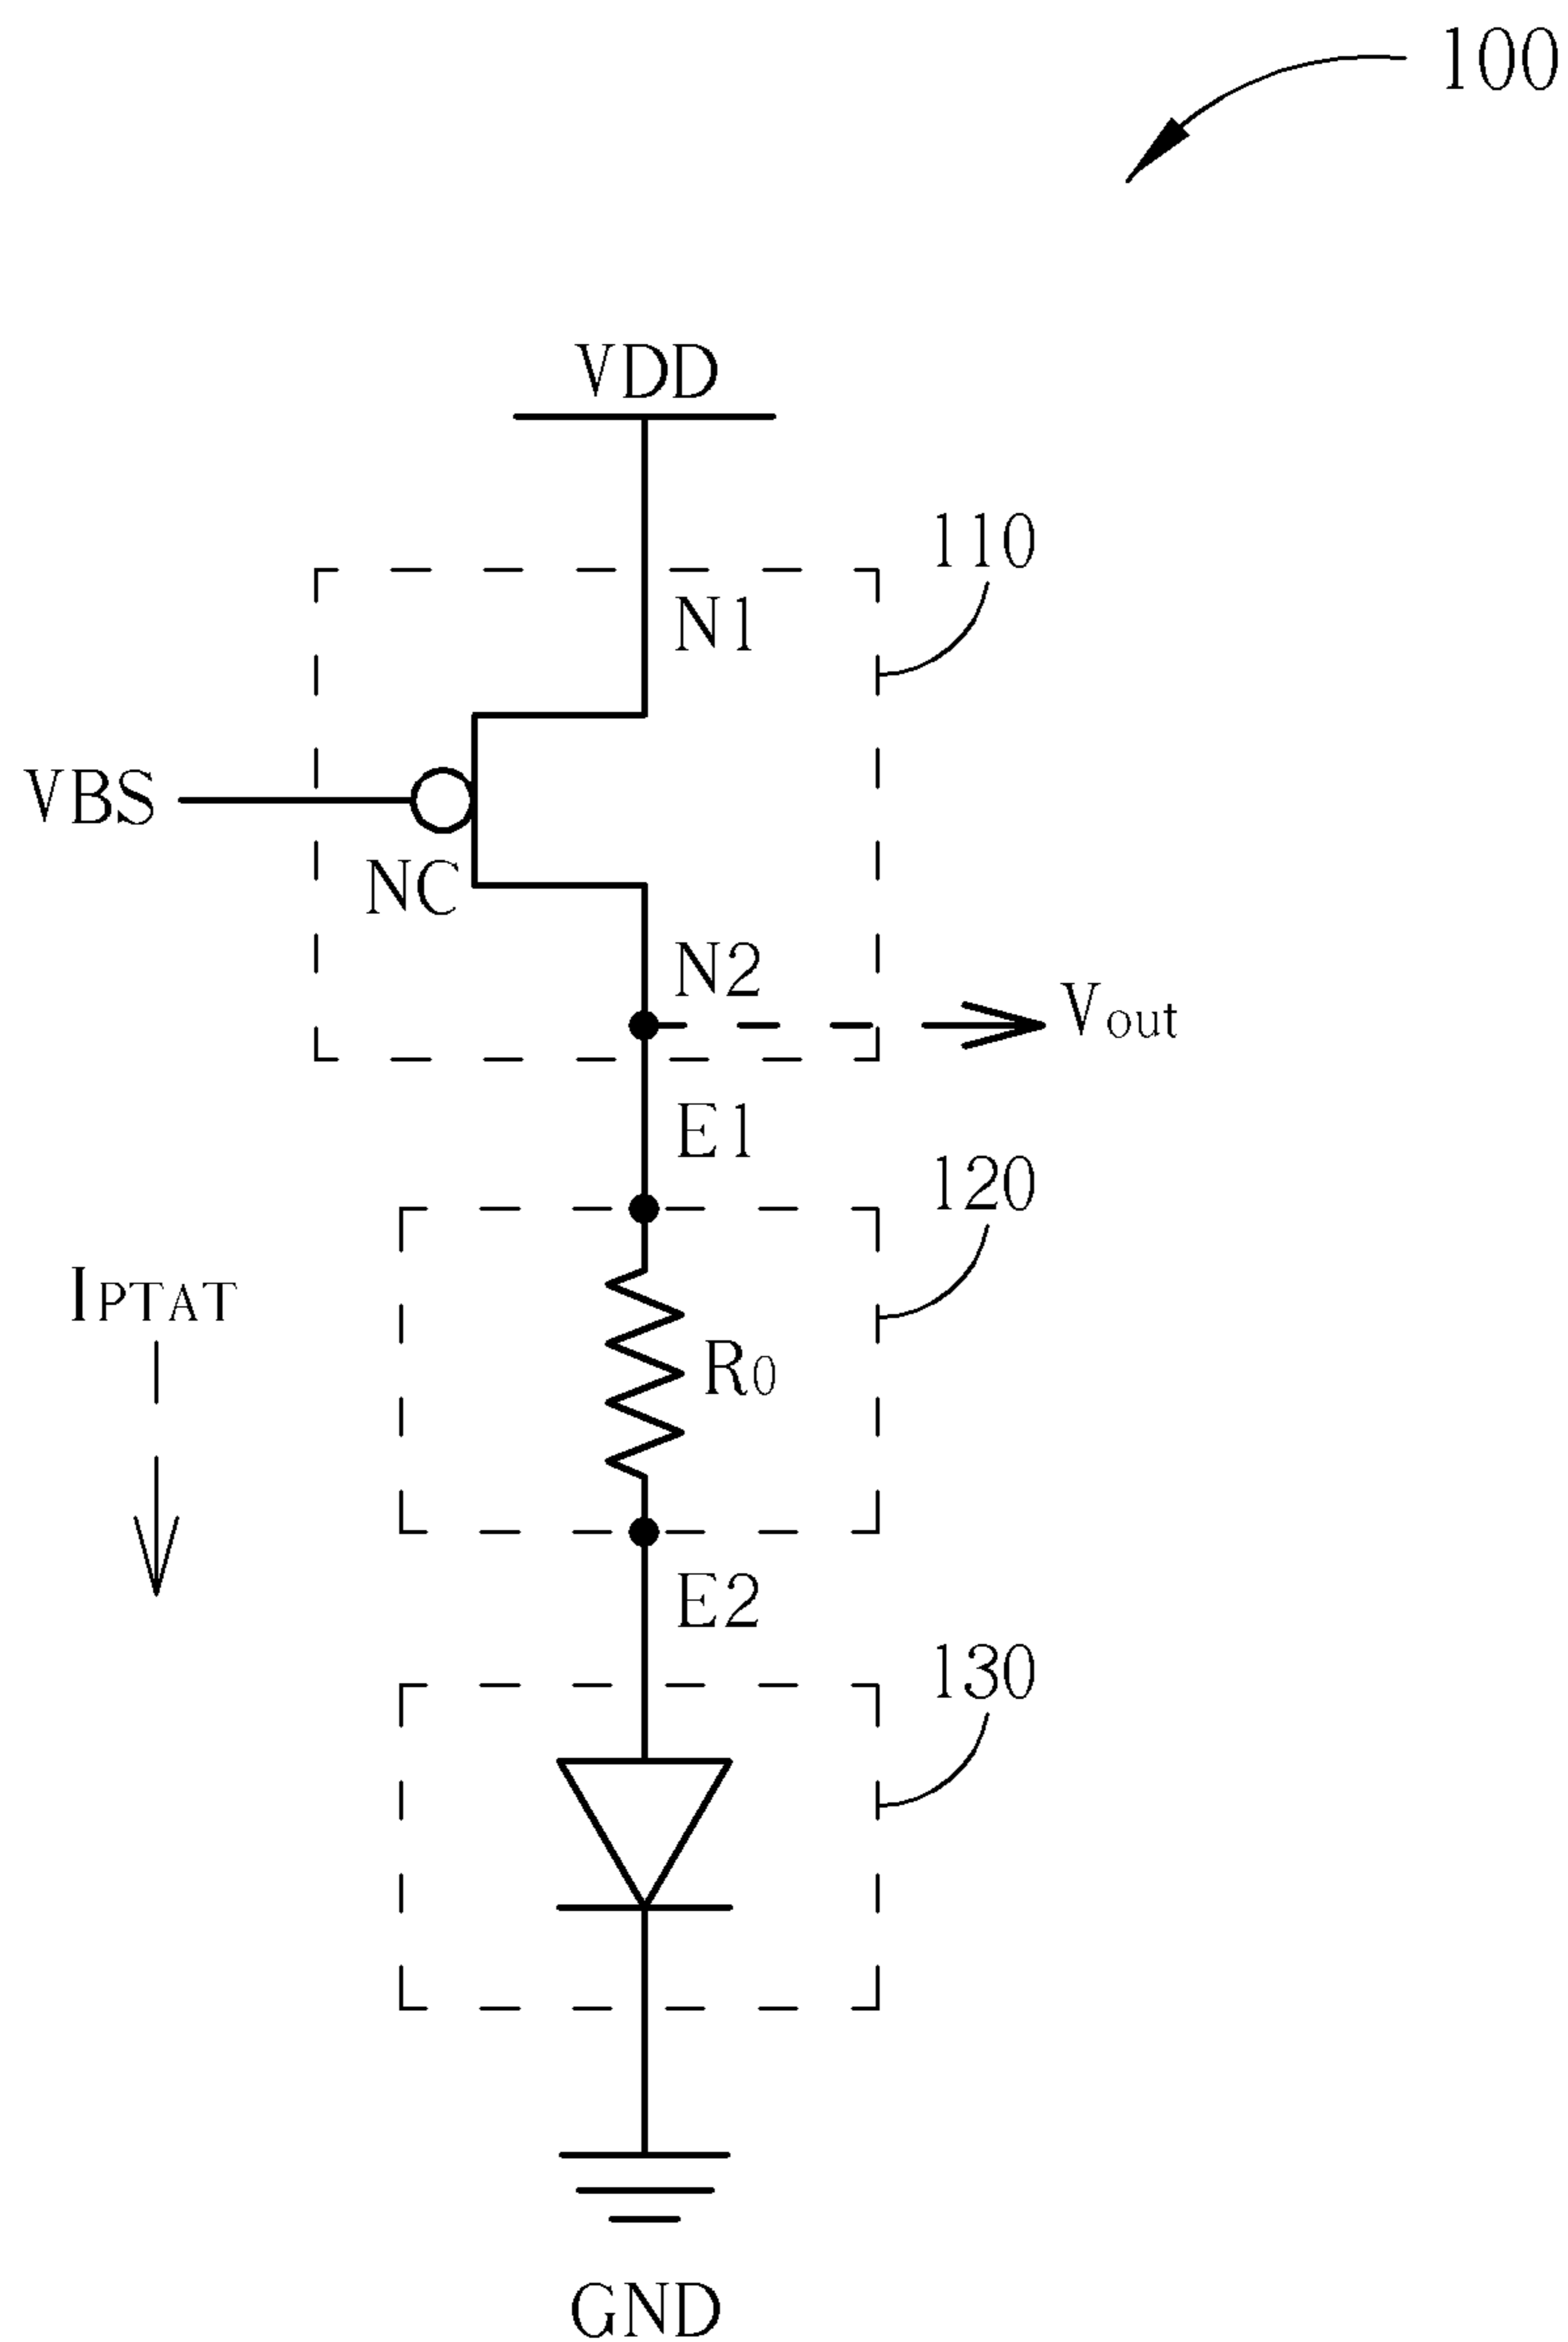 100
VDD
110
N1
VBS
NC
N2
Vout
E1
120
IPTAT
R0
E2
130
GND